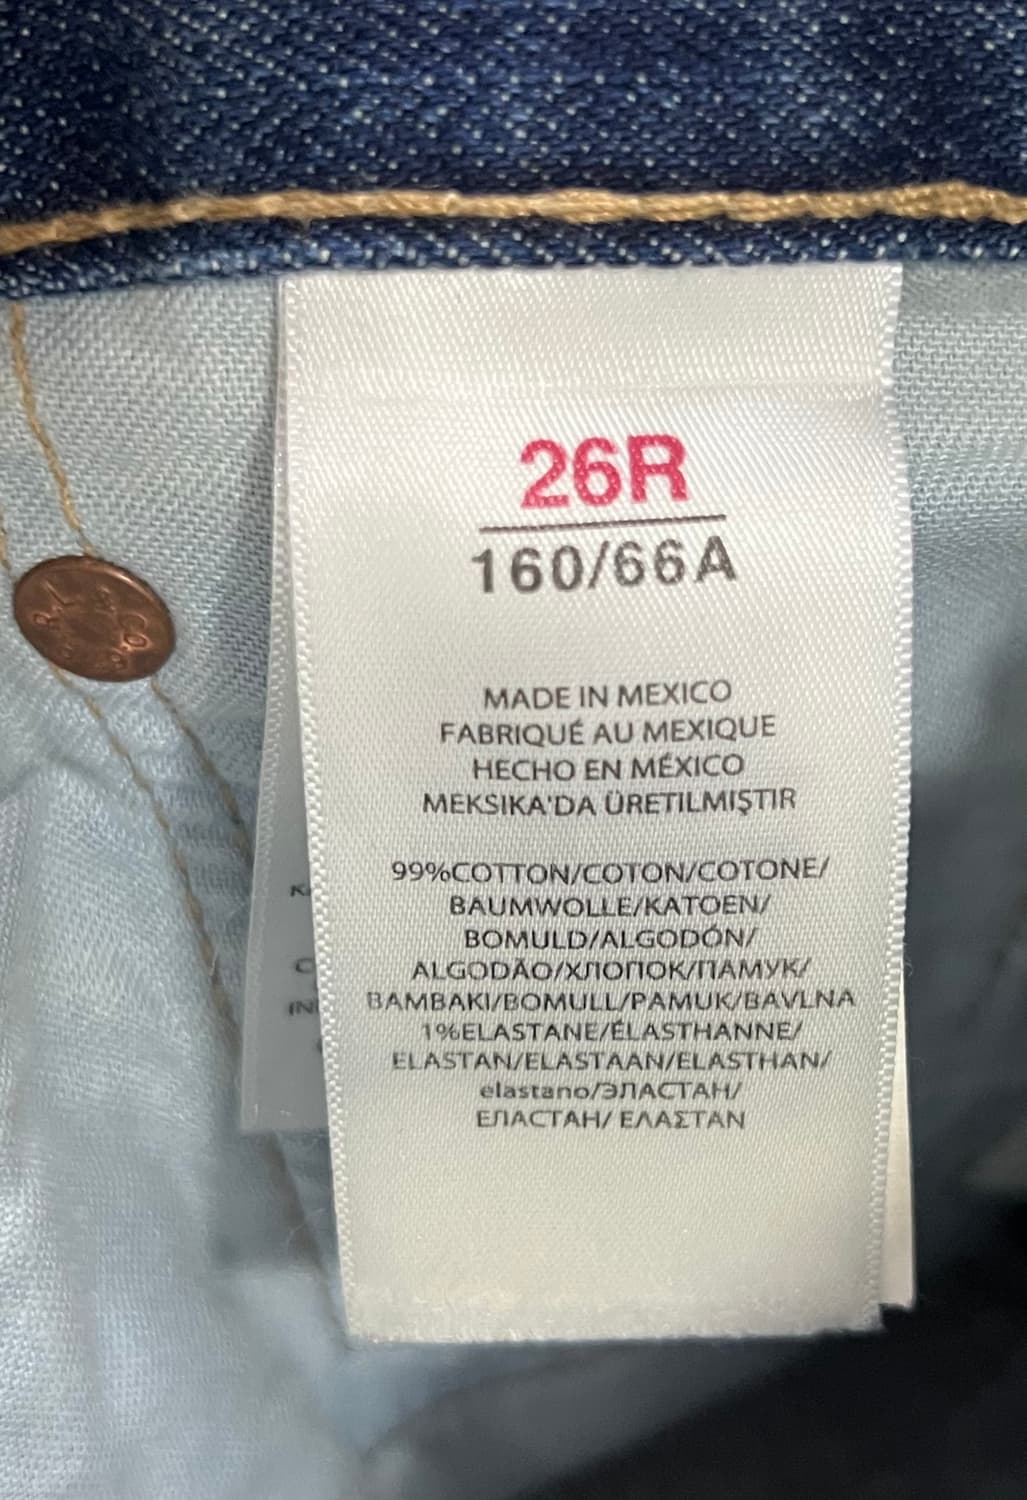 26R
160/66A
MADE IN MEXICO
FABRIQUÉ AU MEXIQUE
HECHO EN MÉXICO
MEKSIKA'DA ÜRETILMIŞTIR
99%COTTON/COTON/COTONE/
BAUMWOLLE/KATOEN/
BOMULD/ALGODÓN/
ALGODÃO/ХЛОПОК/ПАМУК/
BAMBAKI/BOMULL/PAMUK/BAVLNA
1%ELASTANE/ÉLASTHANNE/
ELASTAN/ELASTAAN/ELASTHAN/
elastano/ЭЛАСТАН/
ЕЛАСТАН/ ΕΛΑΣΤΑΝ